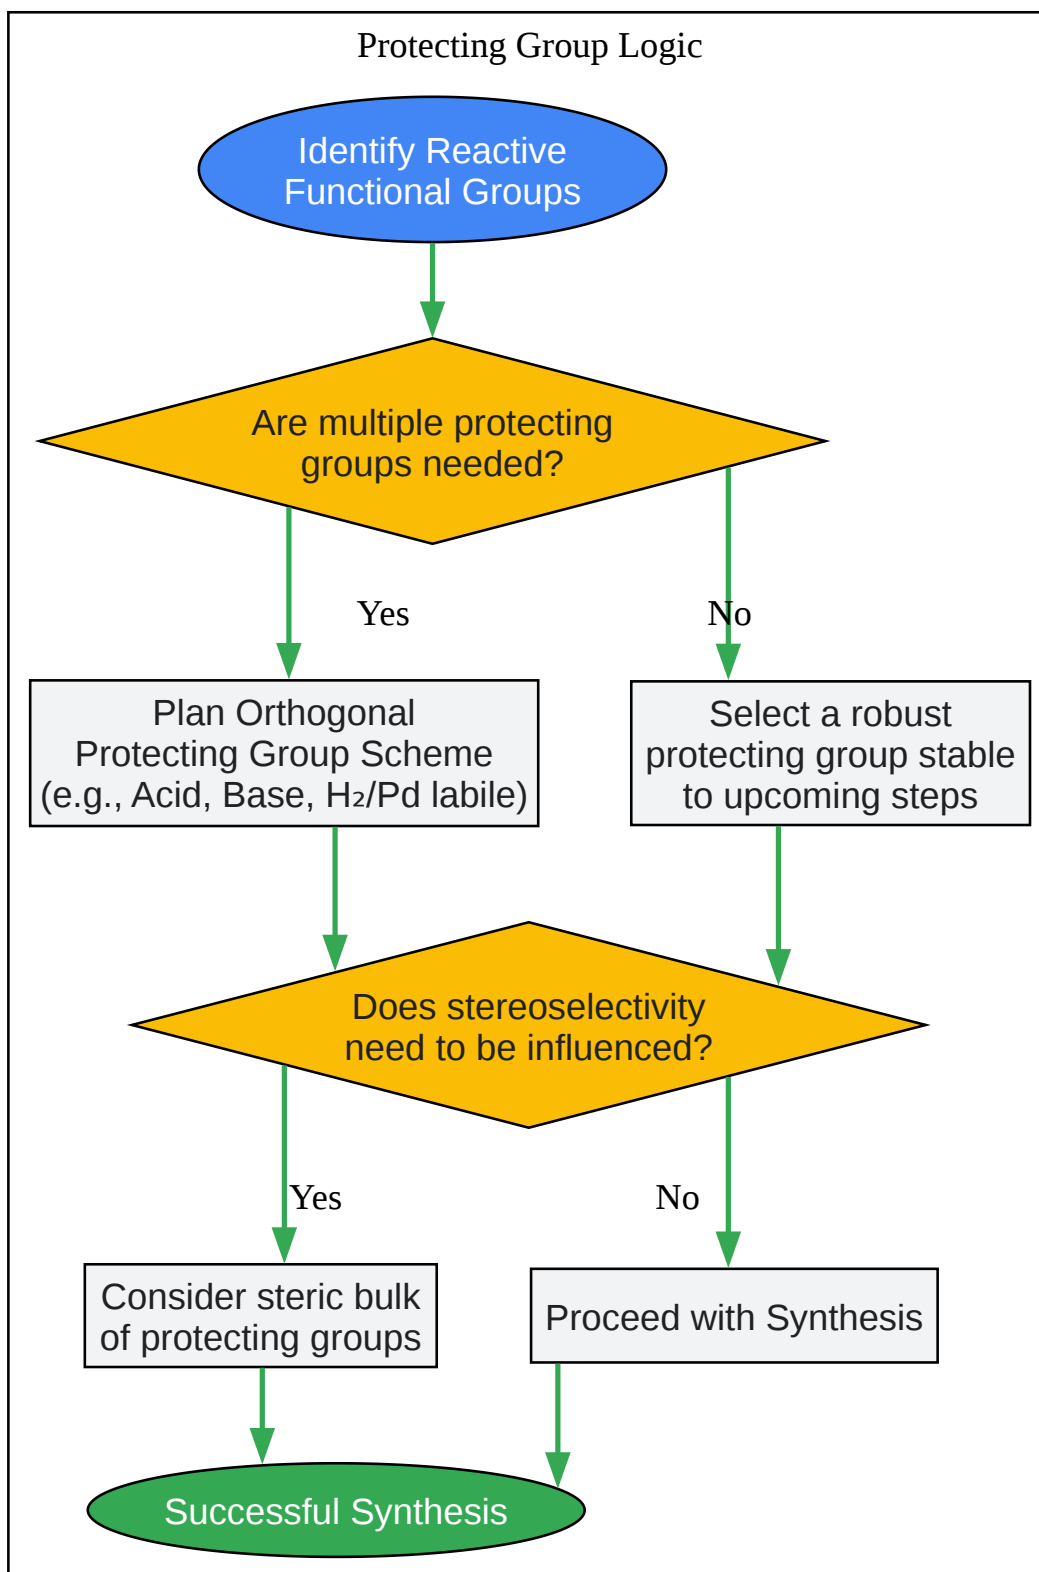 Protecting Group Logic
Identify Reactive
Functional Groups
Are multiple protecting
groups needed?
Yes
No
Plan Orthogonal
Protecting Group Scheme
(e.g., Acid, Base, H₂/Pd labile)
Select a robust
protecting group stable
to upcoming steps
Does stereoselectivity
need to be influenced?
Yes
No
Consider steric bulk
of protecting groups
Proceed with Synthesis
Successful Synthesis